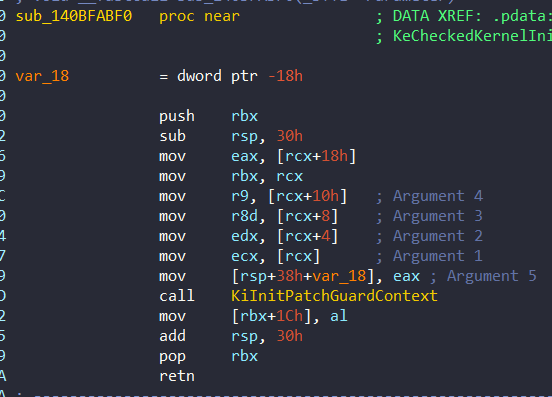 0 sub_140BFABF0 proc near ; DATA XREF: .pdata:
0 ; KeCheckedKernelIni
0
0 var_18 = dword ptr -18h
0
0 push rbx
2 sub rsp, 30h
6 mov eax, [rcx+18h]
9 mov rbx, rcx
C mov r9, [rcx+10h] ; Argument 4
0 mov r8d, [rcx+8] ; Argument 3
4 mov edx, [rcx+4] ; Argument 2
7 mov ecx, [rcx] ; Argument 1
9 mov [rsp+38h+var_18], eax ; Argument 5
D call KiInitPatchGuardContext
2 mov [rbx+1Ch], al
5 add rsp, 30h
9 pop rbx
A retn